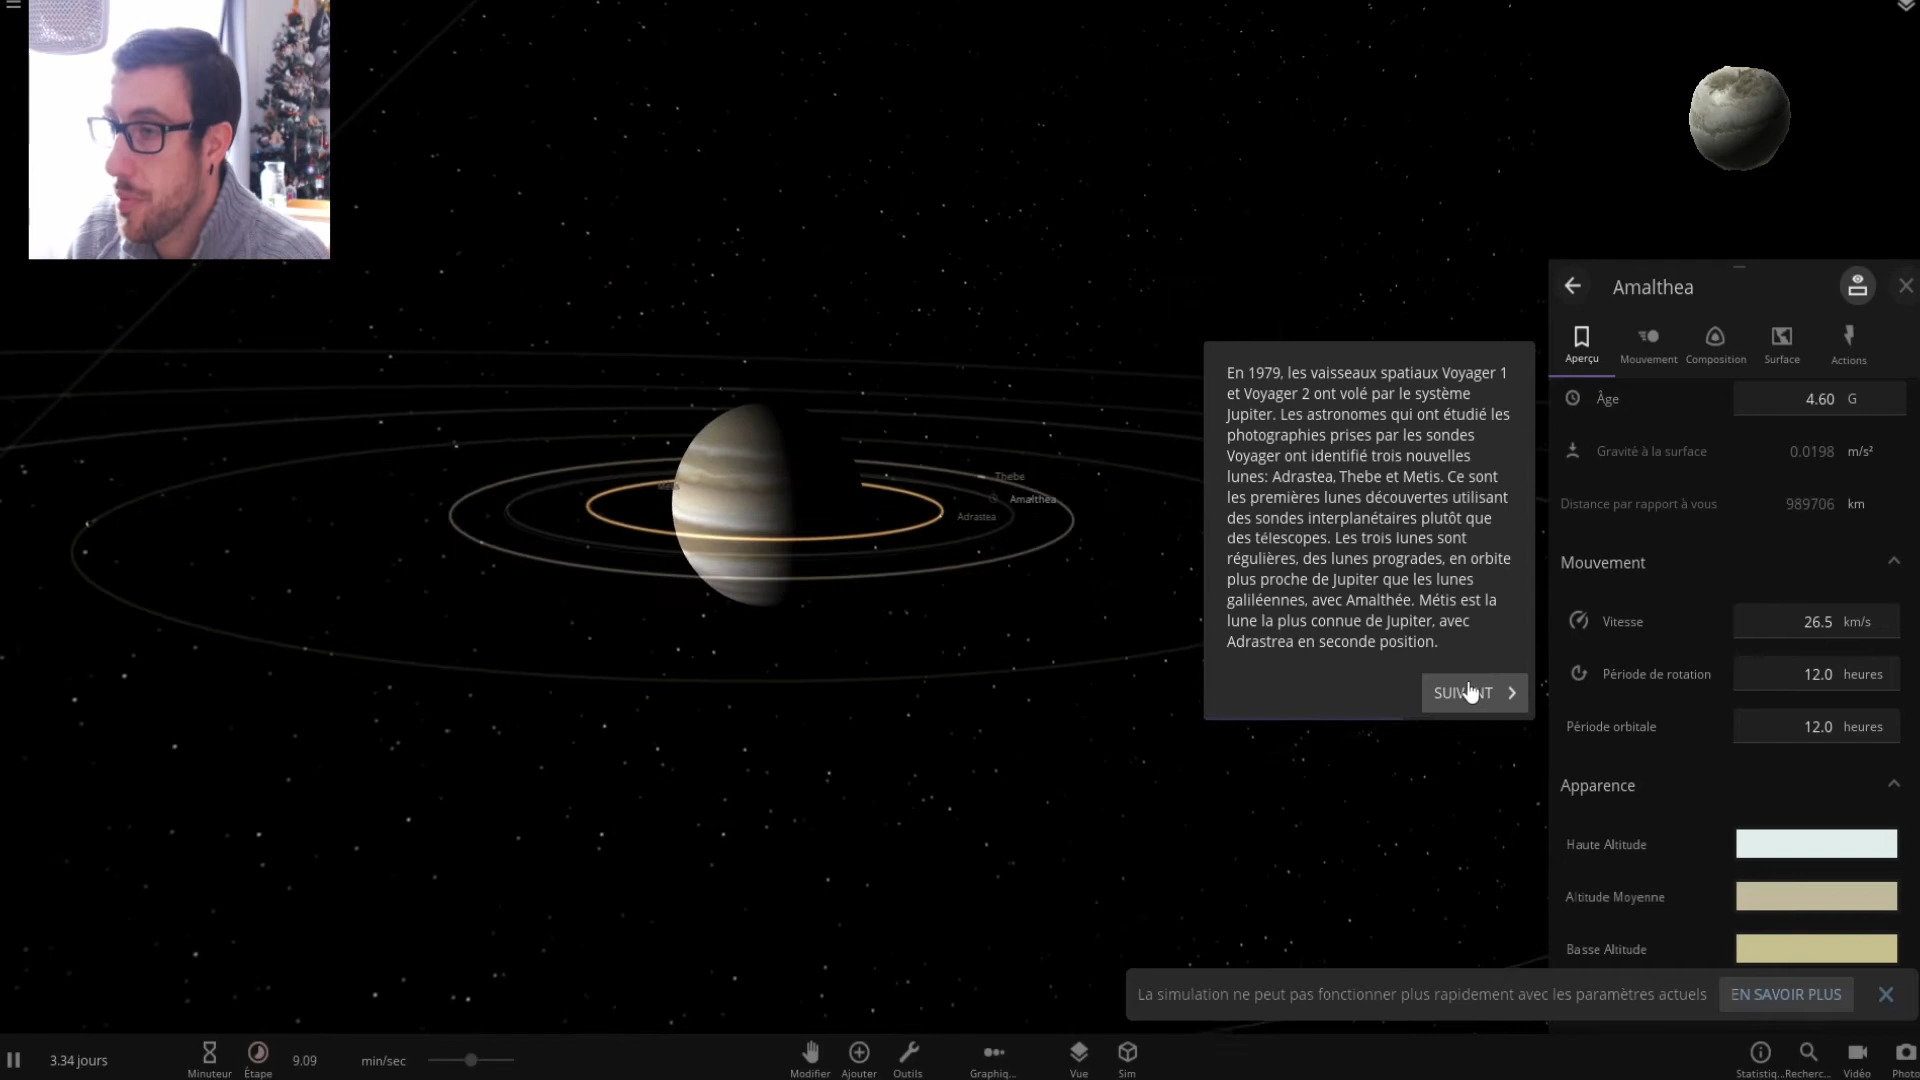 Thebe
Amalthea
Adrastea
Metis
En 1979, les vaisseaux spatiaux Voyager 1
et Voyager 2 ont volé par le système
Jupiter. Les astronomes qui ont étudié les
photographies prises par les sondes
Voyager ont identifié trois nouvelles
lunes: Adrastea, Thebe et Metis. Ce sont
les premières lunes découvertes utilisant
des sondes interplanétaires plutôt que
des télescopes. Les trois lunes sont
régulières, des lunes progrades, en orbite
plus proche de Jupiter que les lunes
galiléennes, avec Amalthée. Métis est la
lune la plus connue de Jupiter, avec
Adrastrea en seconde position.
SUIVANT
Amalthea
Aperçu Mouvement Composition Surface Actions
Âge 4.60 G
Gravité à la surface 0.0198 m/s²
Distance par rapport à vous 989706 km
Mouvement
Vitesse 26.5 km/s
Période de rotation 12.0 heures
Période orbitale 12.0 heures
Apparence
Haute Altitude
Altitude Moyenne
Basse Altitude
La simulation ne peut pas fonctionner plus rapidement avec les paramètres actuels EN SAVOIR PLUS
3.34 jours Minuteur Étape 9.09 min/sec Modifier Ajouter Outils Graphiq... Vue Sim Statistiq... Recherc... Vidéo Photo